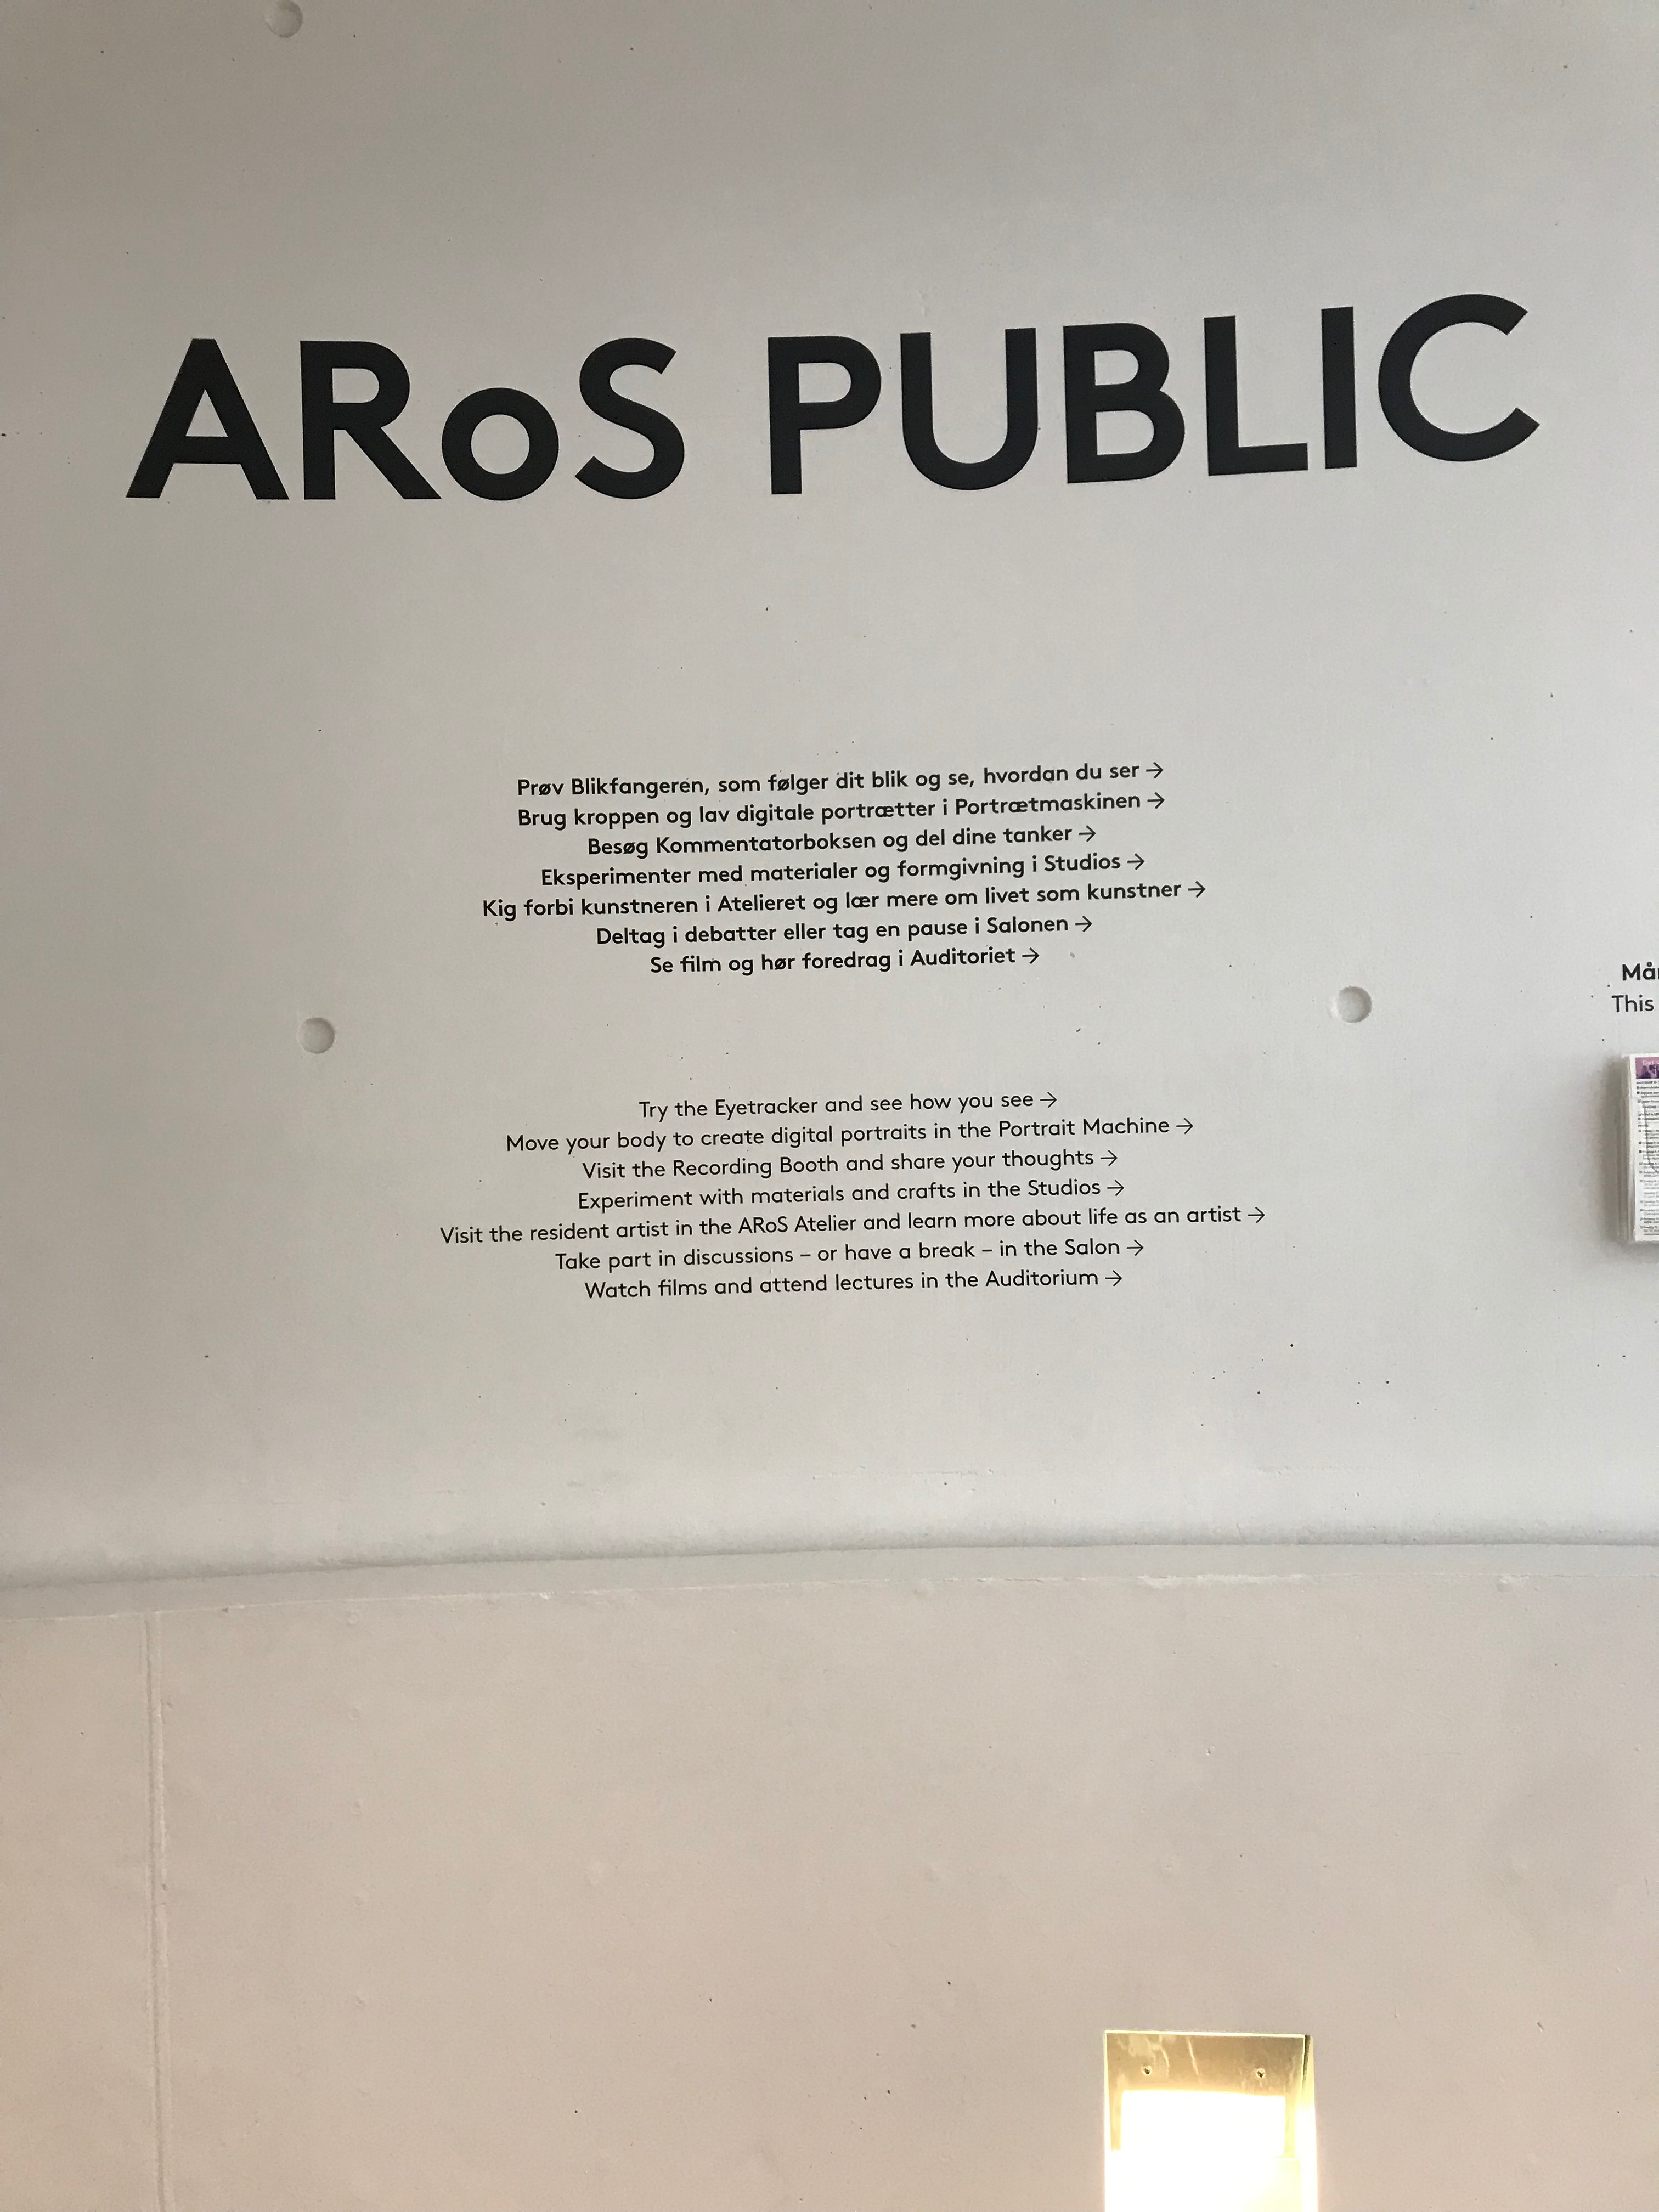 ARoS PUBLIC
Prøv Blikfangeren, som følger dit blik og se, hvordan du ser →
Brug kroppen og lav digitale portrætter i Portrætmaskinen →
Besøg Kommentatorboksen og del dine tanker →
Eksperimenter med materialer og formgivning i Studios →
Kig forbi kunstneren i Atelieret og lær mere om livet som kunstner →
Deltag i debatter eller tag en pause i Salonen →
Se film og hør foredrag i Auditoriet →
Try the Eyetracker and see how you see →
Move your body to create digital portraits in the Portrait Machine →
Visit the Recording Booth and share your thoughts →
Experiment with materials and crafts in the Studios →
Visit the resident artist in the ARoS Atelier and learn more about life as an artist →
Take part in discussions – or have a break – in the Salon →
Watch films and attend lectures in the Auditorium →
This